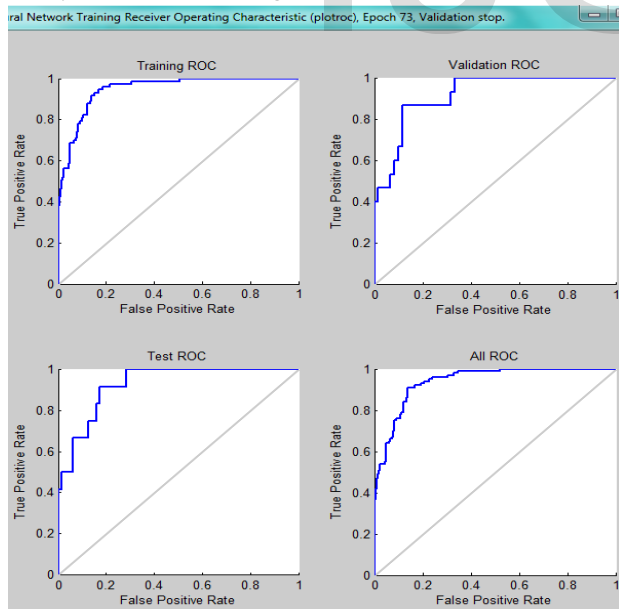 ral Network Training Receiver Operating Characteristic (plotroc), Epoch 73, Validation stop.
Training ROC
1
0.8
0.6
0.4
0.2
0
True Positive Rate
0 0.2 0.4 0.6 0.8 1
False Positive Rate
Validation ROC
1
0.8
0.6
0.4
0.2
0
True Positive Rate
0 0.2 0.4 0.6 0.8 1
False Positive Rate
Test ROC
1
0.8
0.6
0.4
0.2
0
True Positive Rate
0 0.2 0.4 0.6 0.8 1
False Positive Rate
All ROC
1
0.8
0.6
0.4
0.2
0
True Positive Rate
0 0.2 0.4 0.6 0.8 1
False Positive Rate